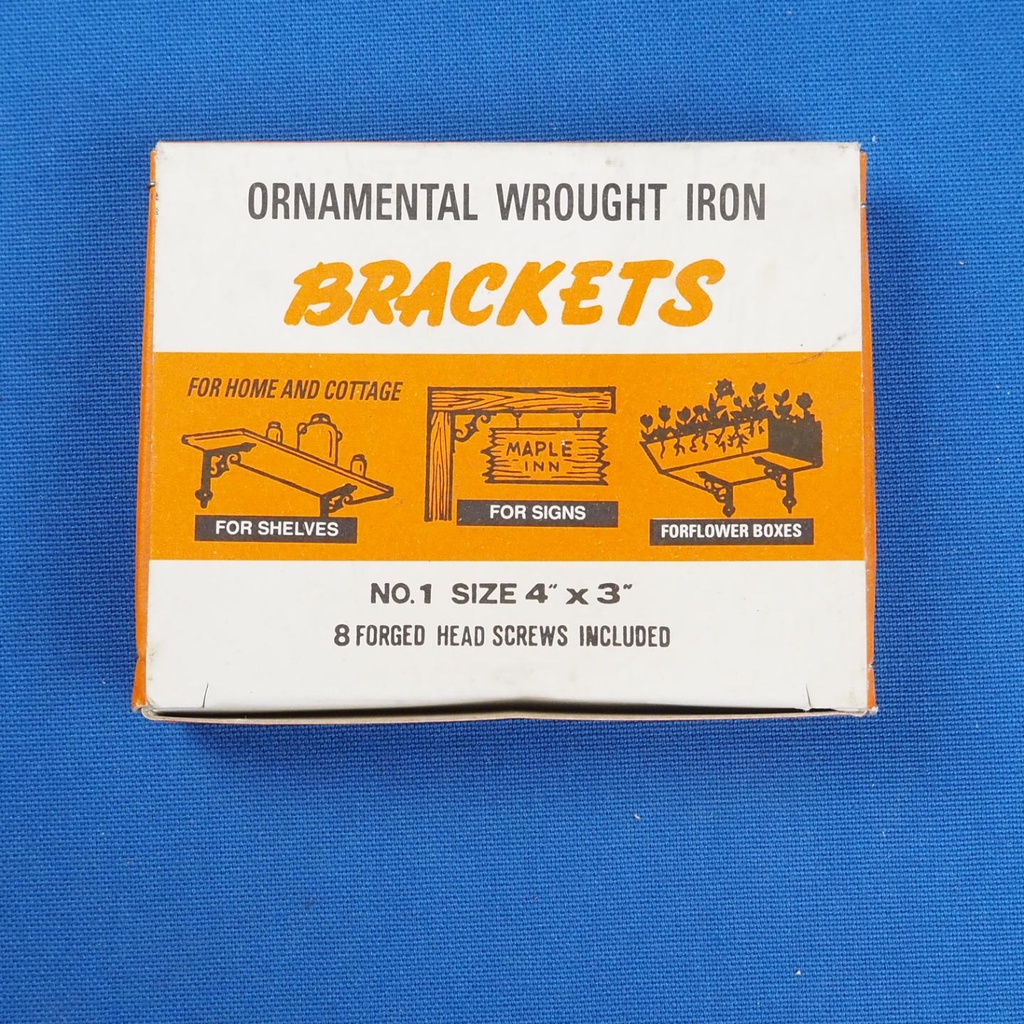 ORNAMENTAL WROUGHT IRON
BRACKETS
FOR HOME AND COTTAGE
MAPLE
INN
FOR SHELVES
FOR SIGNS
FORFLOWER BOXES
NO.1 SIZE 4" x 3"
8 FORGED HEAD SCREWS INCLUDED